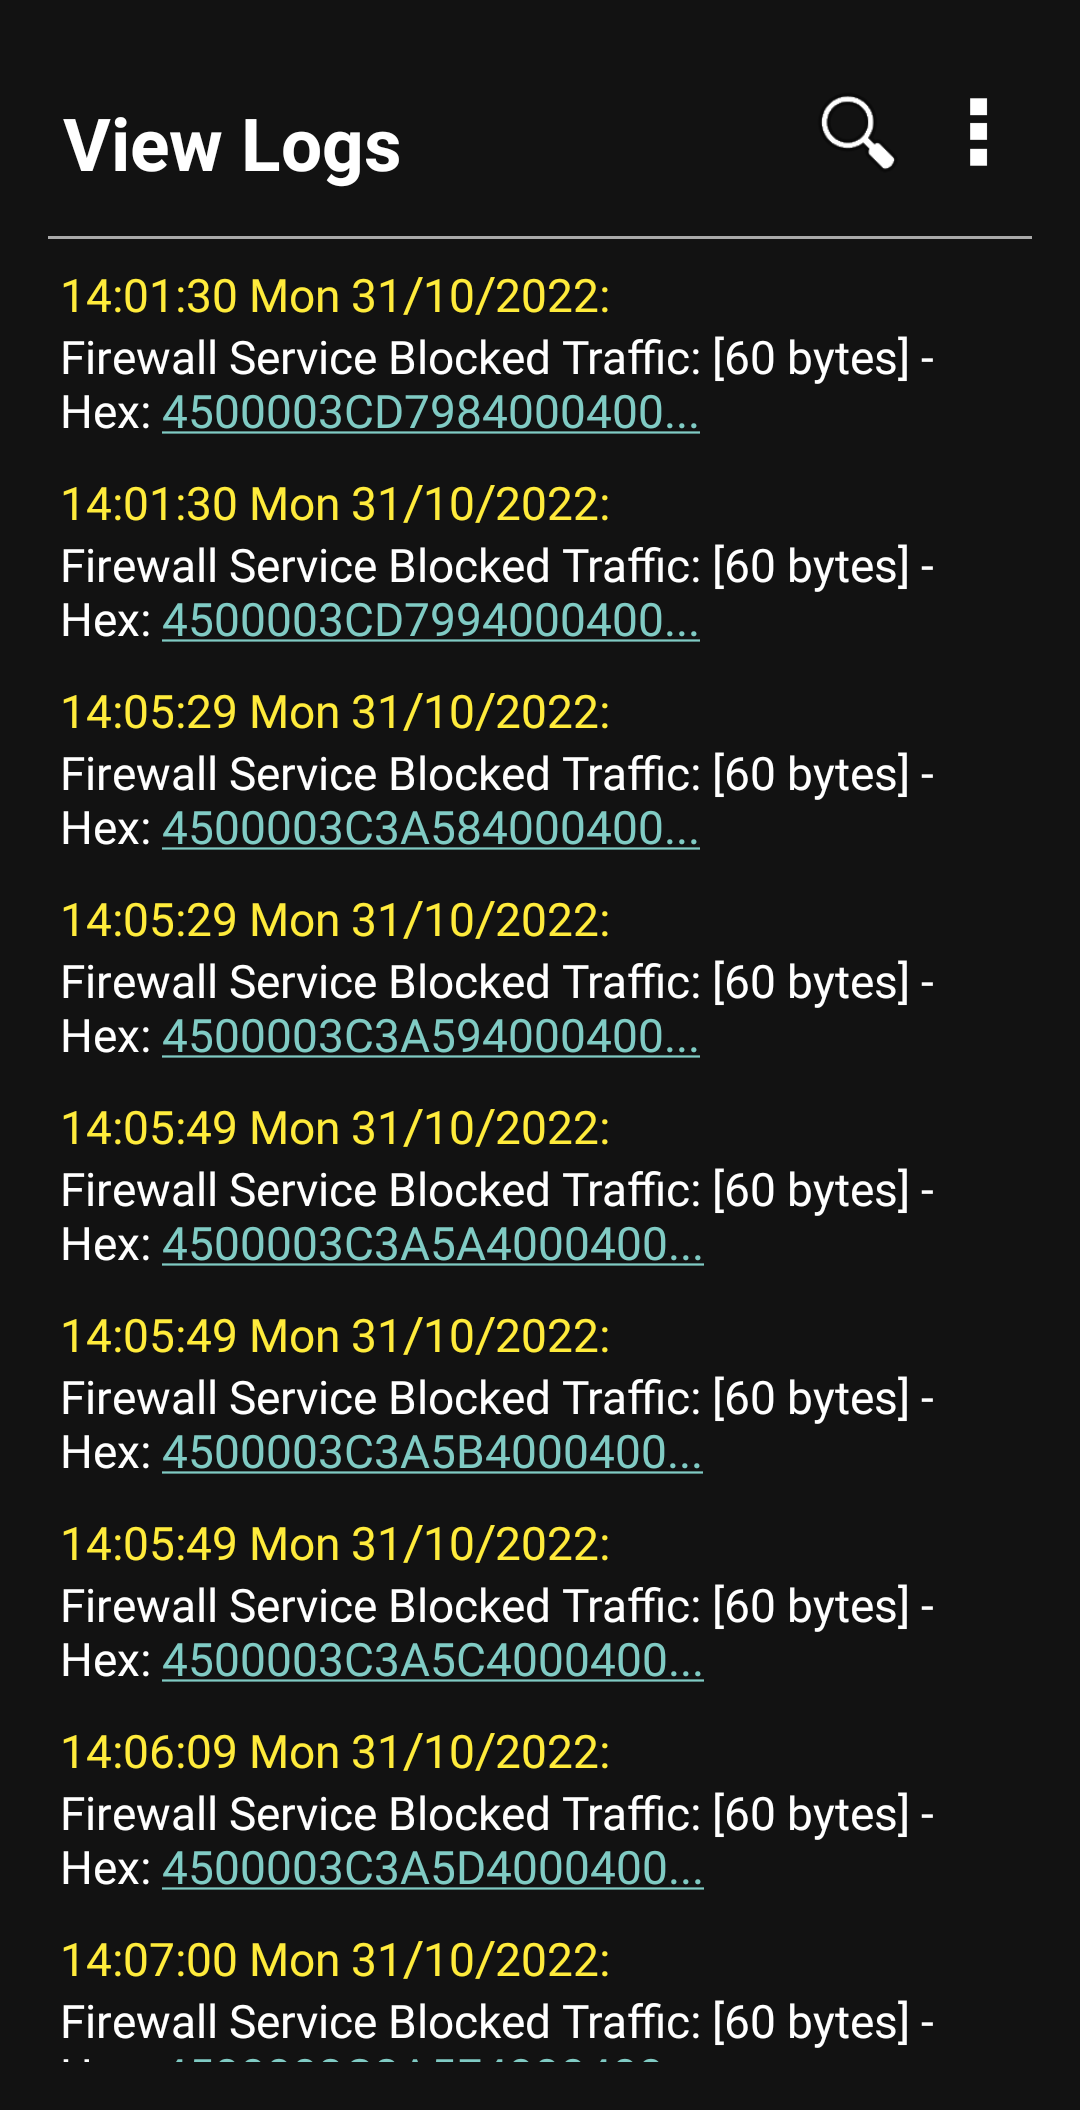 View Logs
14:01:30 Mon 31/10/2022:
Firewall Service Blocked Traffic: [60 bytes] -
Hex: 4500003CD7984000400...
14:01:30 Mon 31/10/2022:
Firewall Service Blocked Traffic: [60 bytes] -
Hex: 4500003CD7994000400...
14:05:29 Mon 31/10/2022:
Firewall Service Blocked Traffic: [60 bytes] -
Hex: 4500003C3A584000400...
14:05:29 Mon 31/10/2022:
Firewall Service Blocked Traffic: [60 bytes] -
Hex: 4500003C3A594000400...
14:05:49 Mon 31/10/2022:
Firewall Service Blocked Traffic: [60 bytes] -
Hex: 4500003C3A5A4000400...
14:05:49 Mon 31/10/2022:
Firewall Service Blocked Traffic: [60 bytes] -
Hex: 4500003C3A5B4000400...
14:05:49 Mon 31/10/2022:
Firewall Service Blocked Traffic: [60 bytes] -
Hex: 4500003C3A5C4000400...
14:06:09 Mon 31/10/2022:
Firewall Service Blocked Traffic: [60 bytes] -
Hex: 4500003C3A5D4000400...
14:07:00 Mon 31/10/2022:
Firewall Service Blocked Traffic: [60 bytes] -